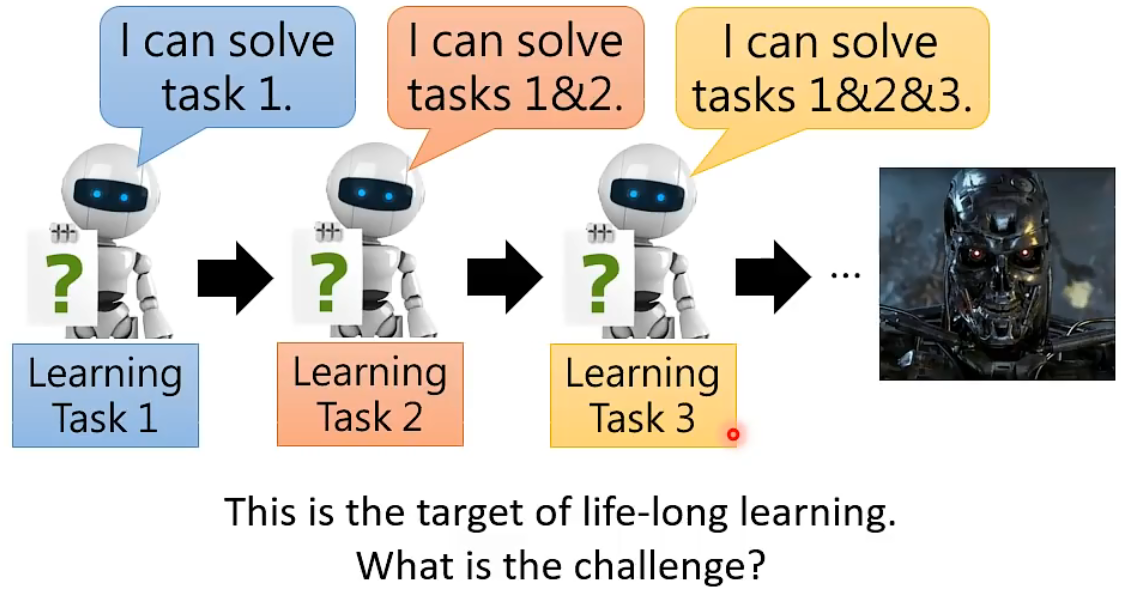 I can solve
task 1.
I can solve
tasks 1&2.
I can solve
tasks 1&2&3.
?
?
?
...
Learning
Task 1
Learning
Task 2
Learning
Task 3
This is the target of life-long learning.
What is the challenge?